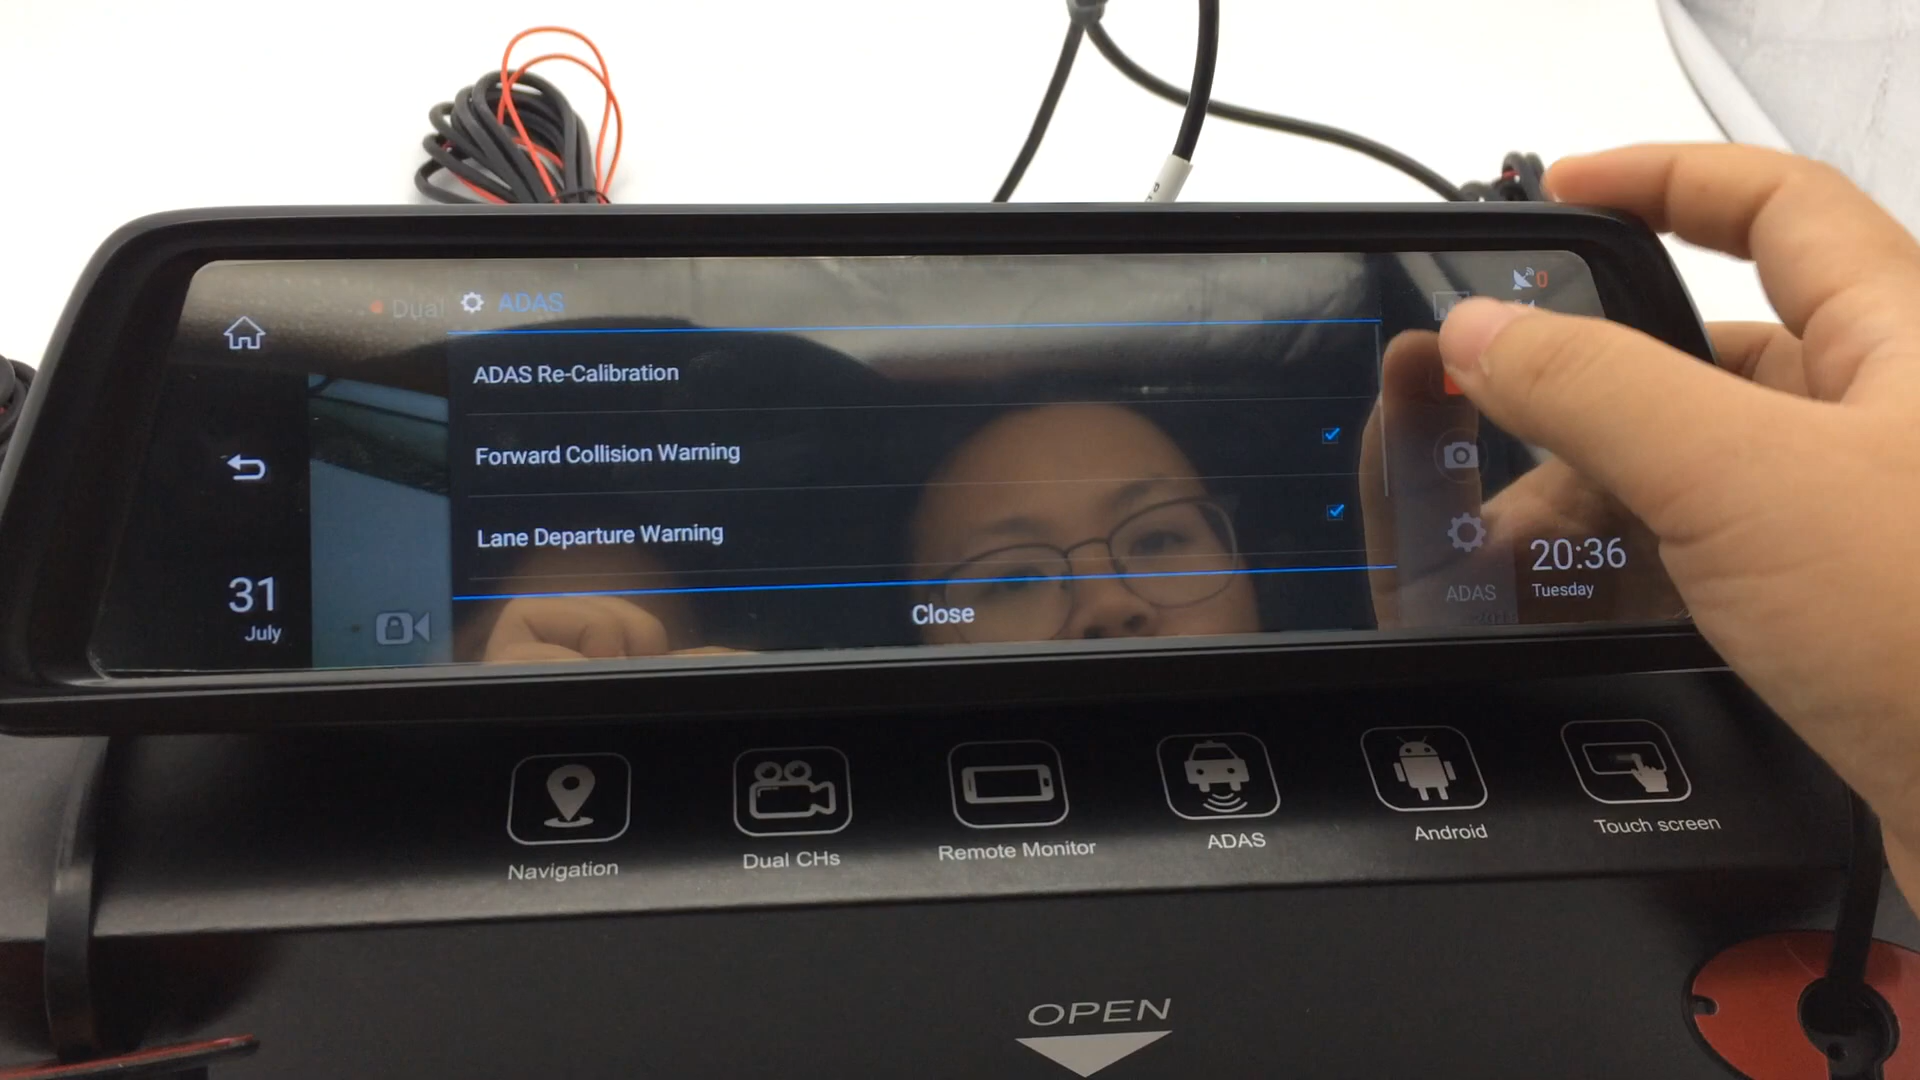 Dual
ADAS
0
ADAS Re-Calibration
Forward Collision Warning
Lane Departure Warning
Close
31
July
20:36
Tuesday
ADAS
Navigation
Dual CHs
Remote Monitor
ADAS
Android
Touch screen
OPEN